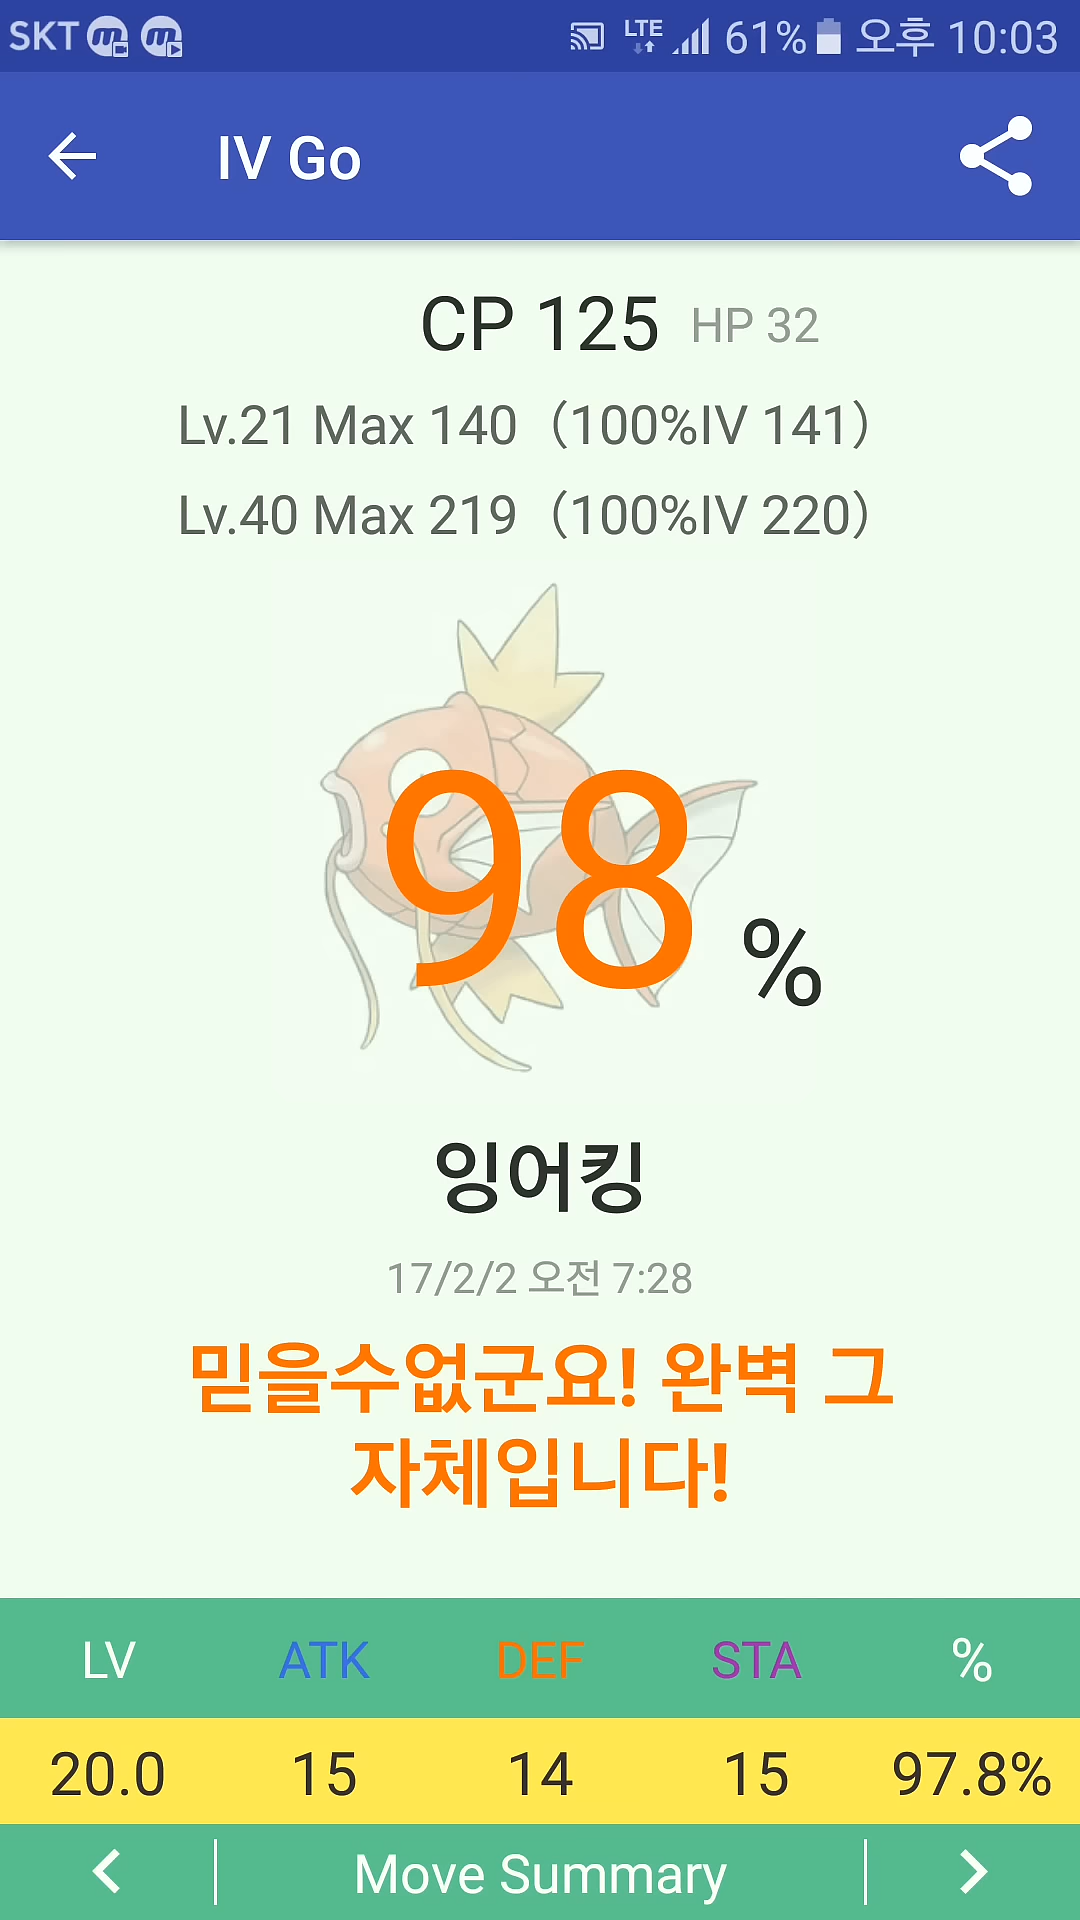 SKT LTE 61% 오후 10:03
IV Go
CP 125 HP 32
Lv.21 Max 140（100%IV 141）
Lv.40 Max 219（100%IV 220）
98 %
잉어킹
17/2/2 오전 7:28
믿을수없군요! 완벽 그
자체입니다!
LV ATK DEF STA %
20.0 15 14 15 97.8%
Move Summary